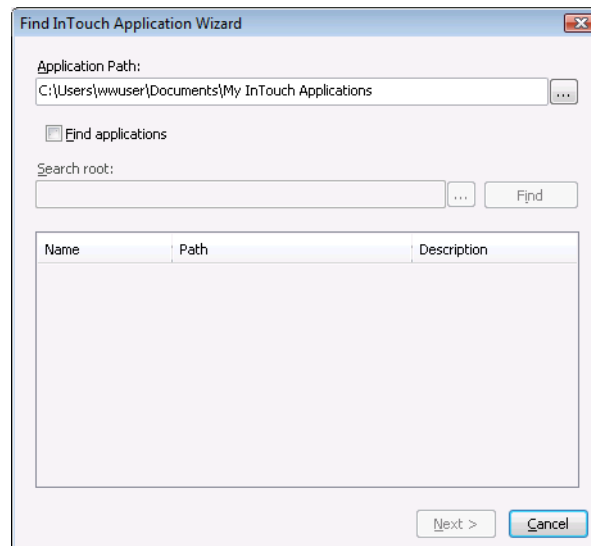 Find InTouch Application Wizard
Application Path:
C:\Users\wwuser\Documents\My InTouch Applications
...
Find applications
Search root:
... Find
Name Path Description
Next > Cancel